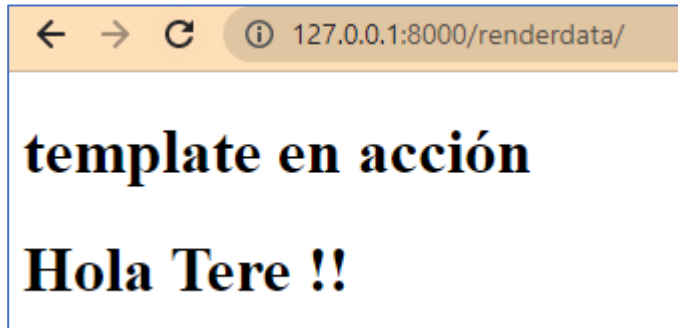 127.0.0.1:8000/renderdata/
template en acción
Hola Tere !!